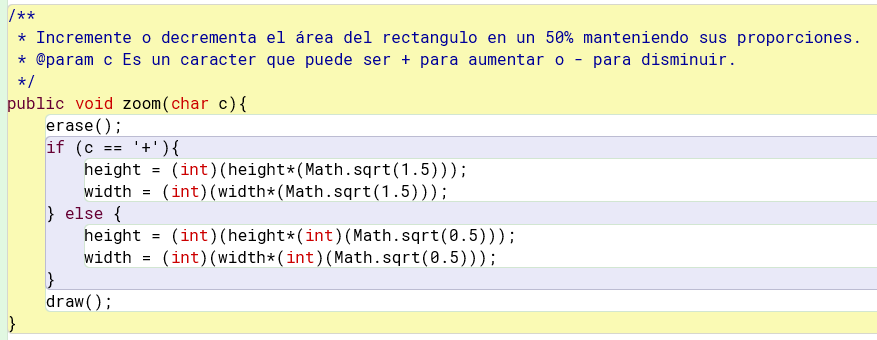 /**
 * Incremente o decrementa el área del rectangulo en un 50% manteniendo sus proporciones.
 * @param c Es un caracter que puede ser + para aumentar o - para disminuir.
 */
public void zoom(char c){
    erase();
    if (c == '+'){
        height = (int)(height*(Math.sqrt(1.5)));
        width = (int)(width*(Math.sqrt(1.5)));
    } else {
        height = (int)(height*(int)(Math.sqrt(0.5)));
        width = (int)(width*(int)(Math.sqrt(0.5)));
    }
    draw();
}